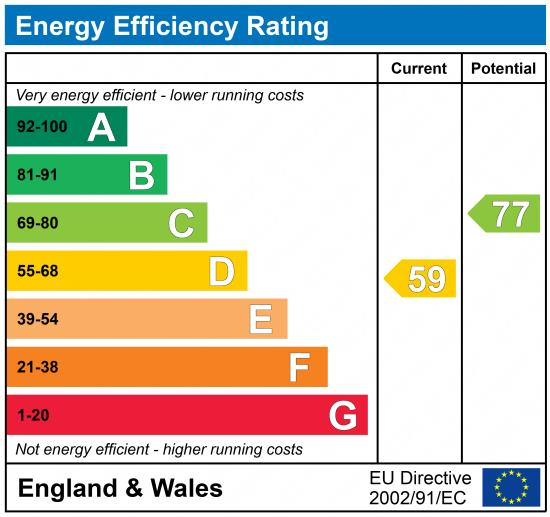 Energy Efficiency Rating
Current Potential
Very energy efficient - lower running costs
92-100 A
81-91 B
69-80 C
77
55-68 D
59
39-54 E
21-38 F
1-20 G
Not energy efficient - higher running costs
England & Wales
EU Directive
2002/91/EC